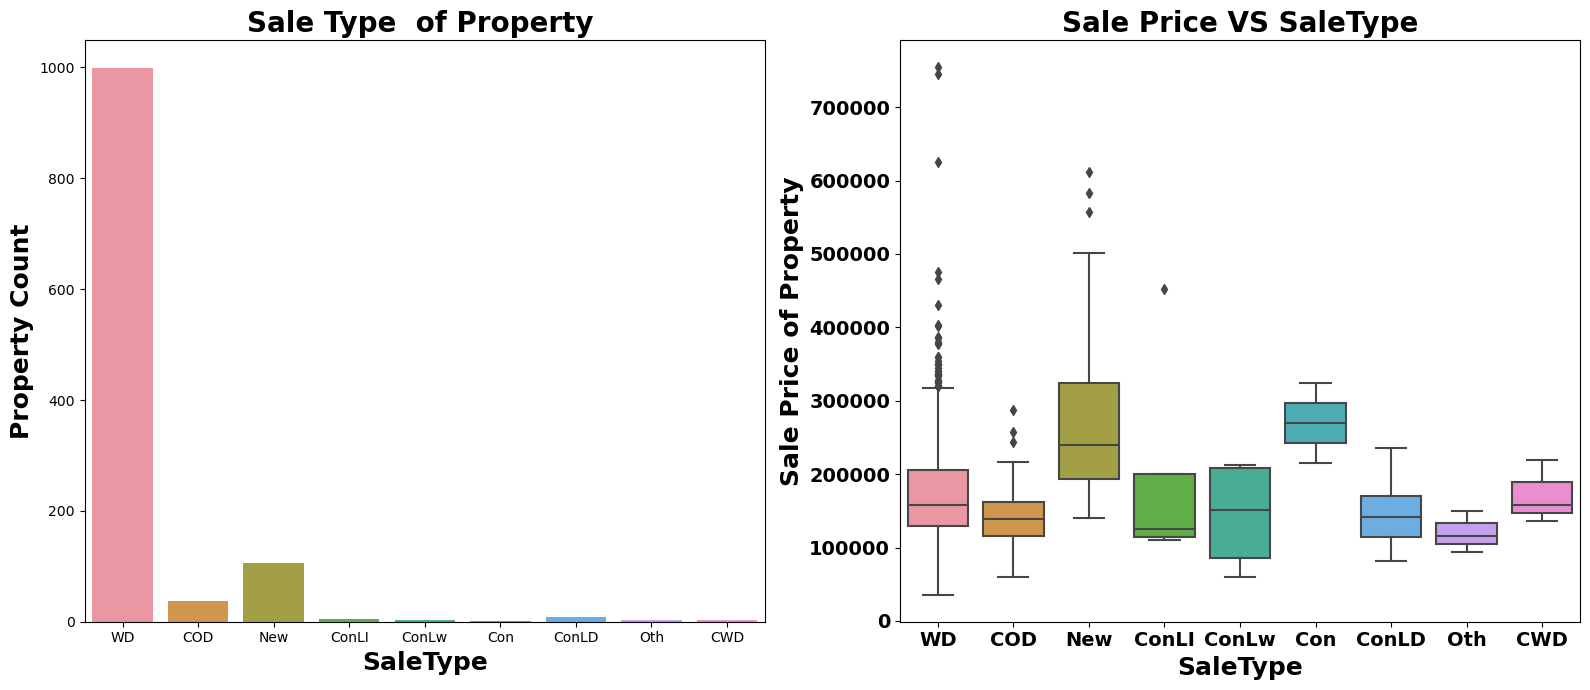 Sale Type  of Property
Property Count
1000
800
600
400
200
0
WD COD New ConLI ConLw Con ConLD Oth CWD
SaleType
Sale Price VS SaleType
Sale Price of Property
700000
600000
500000
400000
300000
200000
100000
0
WD COD New ConLI ConLw Con ConLD Oth CWD
SaleType